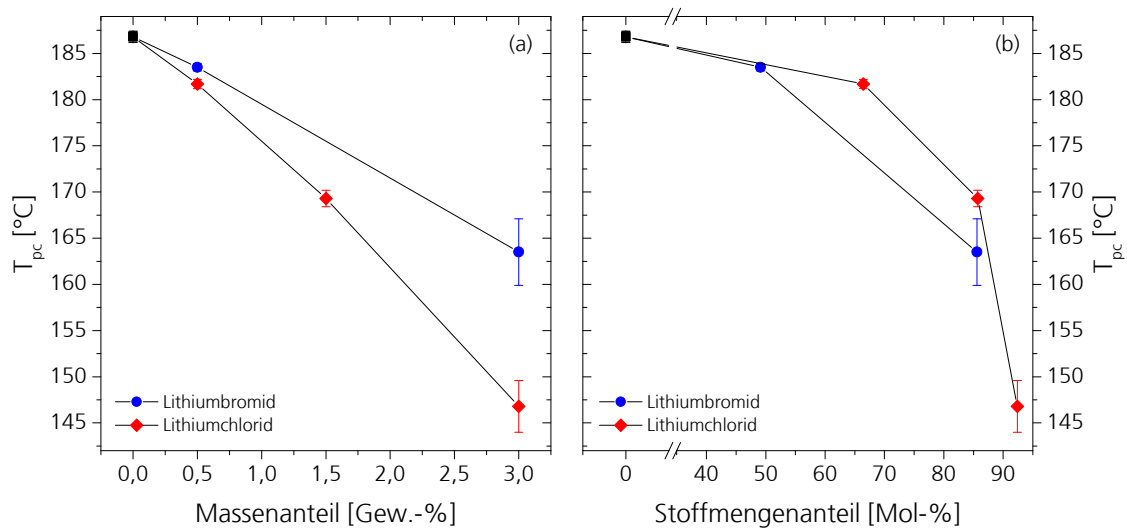 (a)
185
180
175
170
165
160
155
150
145
T_pc [°C]
Lithiumbromid
Lithiumchlorid
0,0 0,5 1,0 1,5 2,0 2,5 3,0
Massenanteil [Gew.-%]
(b)
185
180
175
170
165
160
155
150
145
T_pc [°C]
Lithiumbromid
Lithiumchlorid
0 40 50 60 70 80 90
Stoffmengenanteil [Mol-%]